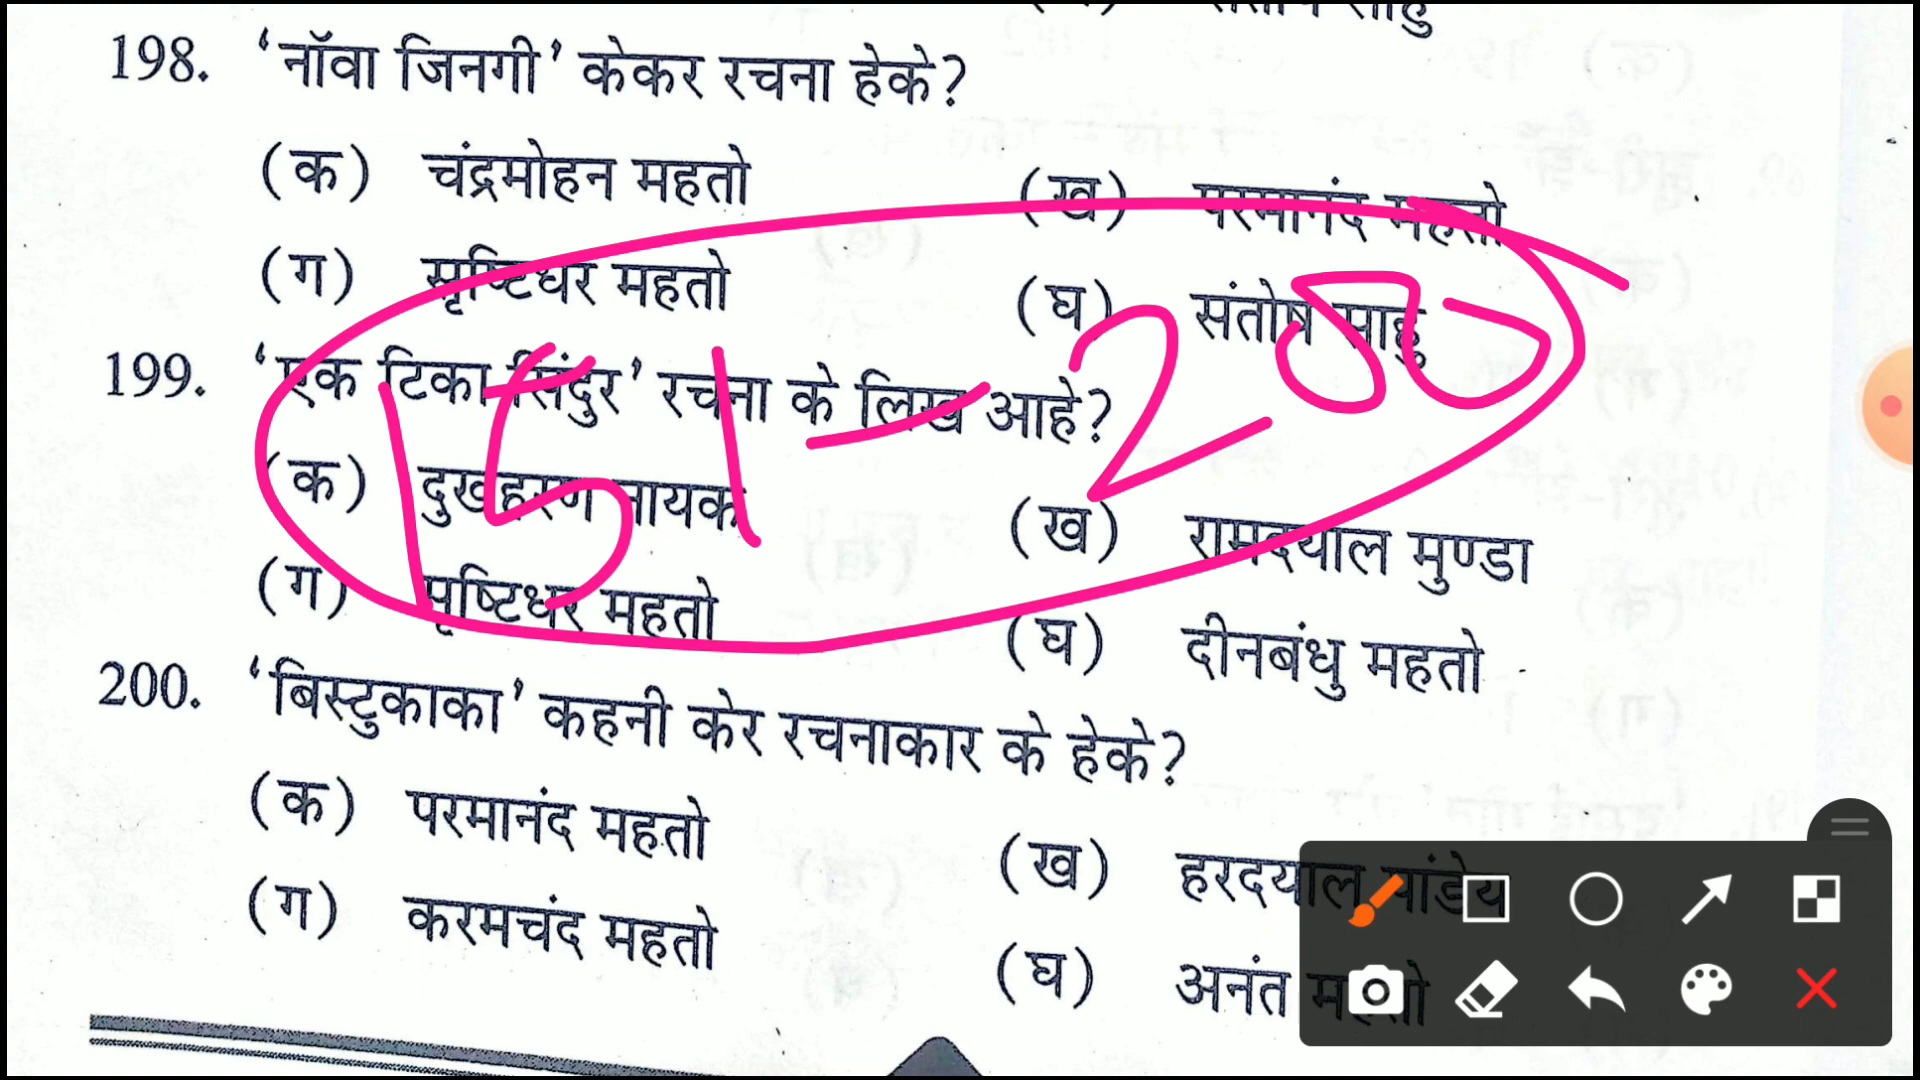 198. ‘नॉवा जिनगी’ केकर रचना हेके?
(क) चंद्रमोहन महतो (ख) परमानंद महतो
(ग) सृष्टिधर महतो (घ) संतोष साहु
199. ‘एक टिका सिंदुर’ रचना के लिख आहे?
(क) दुखहरण नायक (ख) रामदयाल मुण्डा
(ग) सृष्टिधर महतो (घ) दीनबंधु महतो
151-200
200. ‘बिस्टुकाका’ कहनी केर रचनाकार के हेके?
(क) परमानंद महतो (ख) हरदयाल पांडेय
(ग) करमचंद महतो (घ) अनंत महतो